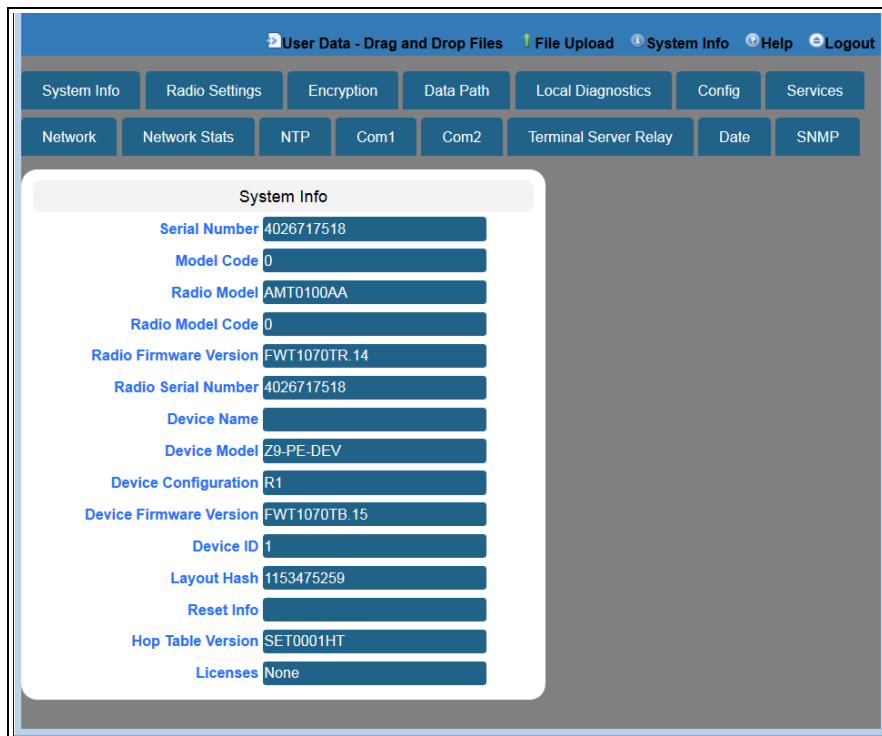 User Data - Drag and Drop Files File Upload System Info Help Logout
System Info Radio Settings Encryption Data Path Local Diagnostics Config Services
Network Network Stats NTP Com1 Com2 Terminal Server Relay Date SNMP
System Info
Serial Number 4026717518
Model Code 0
Radio Model AMT0100AA
Radio Model Code 0
Radio Firmware Version FWT1070TR.14
Radio Serial Number 4026717518
Device Name
Device Model Z9-PE-DEV
Device Configuration R1
Device Firmware Version FWT1070TB.15
Device ID 1
Layout Hash 1153475259
Reset Info
Hop Table Version SET0001HT
Licenses None